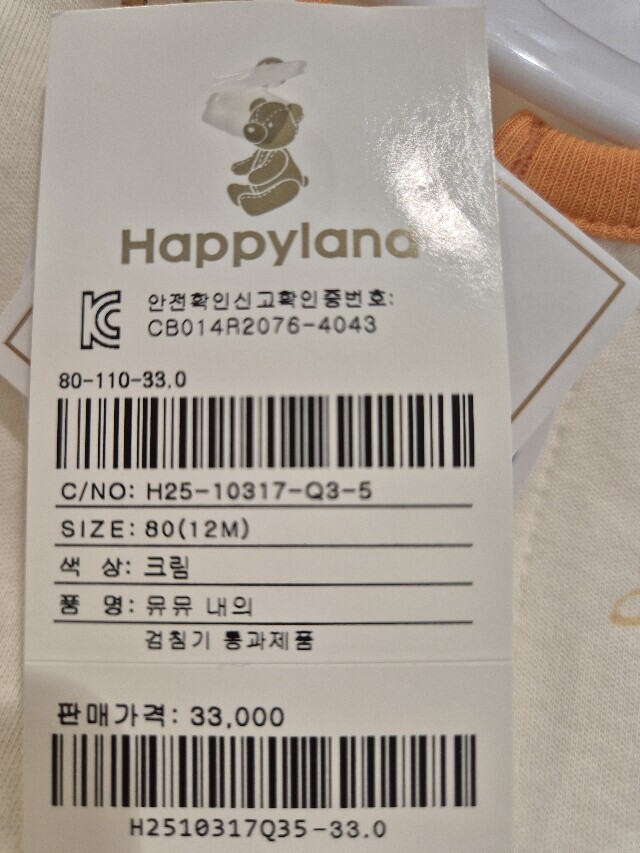 Happyland
안전확인신고확인증번호:
CB014R2076-4043
80-110-33.0
C/NO: H25-10317-Q3-5
SIZE: 80(12M)
색 상: 크림
품 명: 뮤뮤 내의
검침기 통과제품
판매가격: 33,000
H2510317Q35-33.0